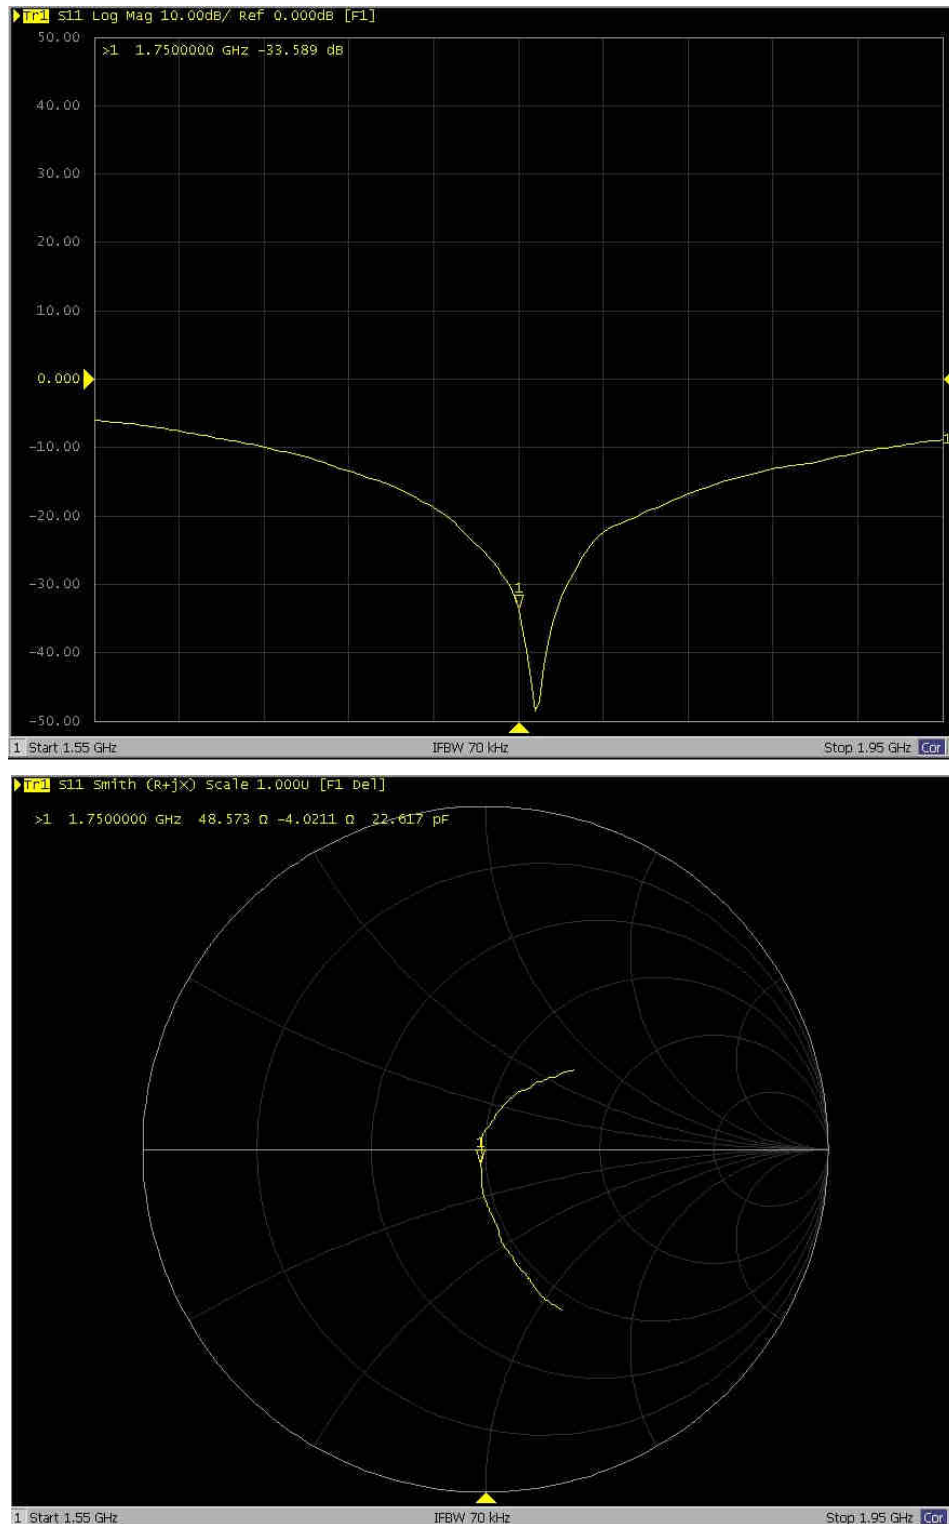 Tr1 S11 Log Mag 10.00dB/ Ref 0.000dB [F1]
50.00
>1 1.7500000 GHz -33.589 dB
40.00
30.00
20.00
10.00
0.000
-10.00
1
-20.00
-30.00
1
-40.00
-50.00
1 Start 1.55 GHz IFBW 70 kHz Stop 1.95 GHz Cor
Tr1 S11 Smith (R+jX) Scale 1.000U [F1 Del]
>1 1.7500000 GHz 48.573 Ω -4.0211 Ω 22.617 pF
1
1 Start 1.55 GHz IFBW 70 kHz Stop 1.95 GHz Cor